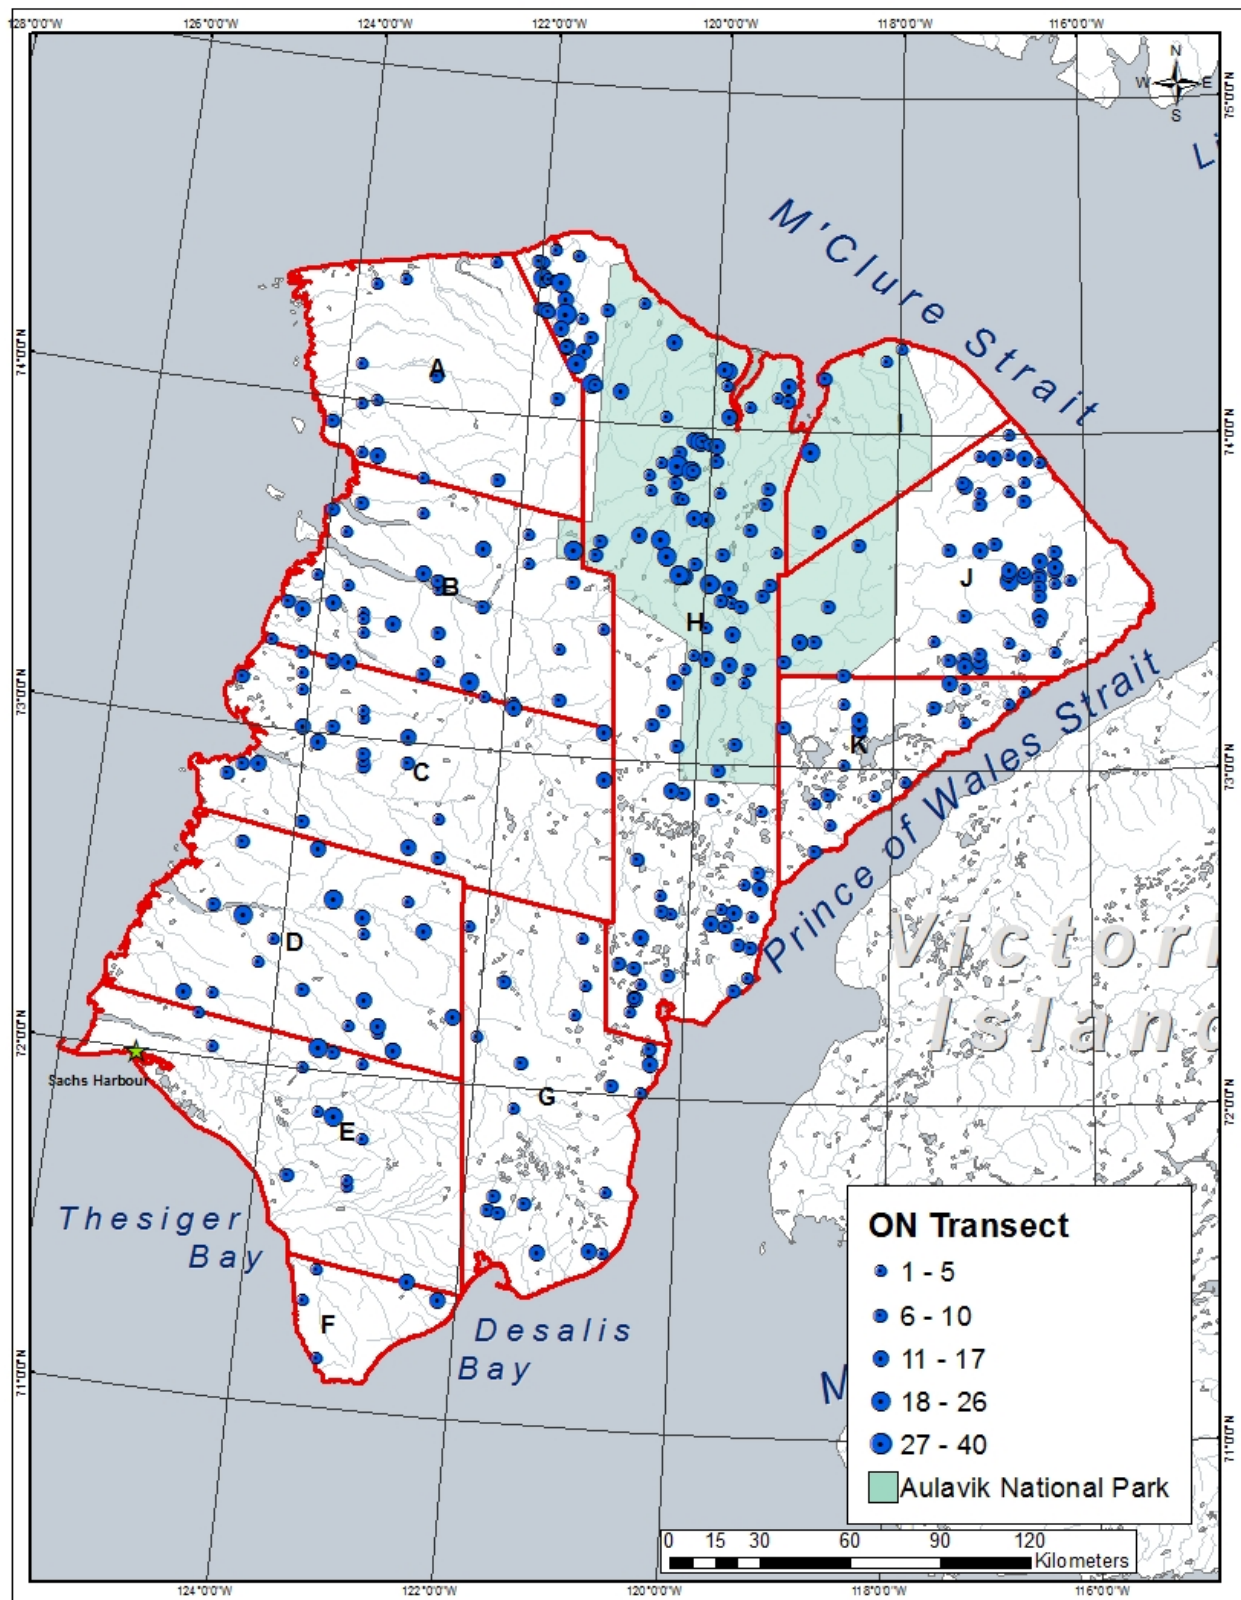 128°0'0"W 126°0'0"W 124°0'0"W 122°0'0"W 120°0'0"W 118°0'0"W 116°0'0"W
N
W E
S
75°0'0"N
Li
M'Clure Strait
74°0'0"N
74°0'0"N
A
I
B
J
H
73°0'0"N
73°0'0"N
K
C
Prince of Wales Strait
D
Victori
Island
72°0'0"N
72°0'0"N
Sachs Harbour
G
E
Thesiger
Bay
F
Desalis
Bay
M
71°0'0"N
71°0'0"N
ON Transect
1 - 5
6 - 10
11 - 17
18 - 26
27 - 40
Aulavik National Park
0 15 30 60 90 120
Kilometers
124°0'0"W 122°0'0"W 120°0'0"W 118°0'0"W 116°0'0"W